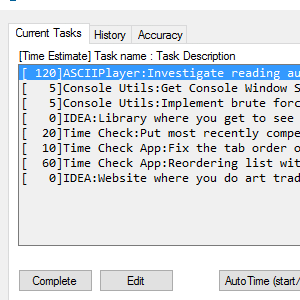 Current Tasks History Accuracy
[Time Estimate] Task name : Task Description
[ 120]ASCIIPlayer:Investigate reading au
[   5]Console Utils:Get Console Window S
[   5]Console Utils:Implement brute forc
[   0]IDEA:Library where you get to see
[  20]Time Check:Put most recently compe
[  10]Time Check App:Fix the tab order o
[  60]Time Check App:Reordering list wit
[   0]IDEA:Website where you do art trad
Complete Edit AutoTime (start/